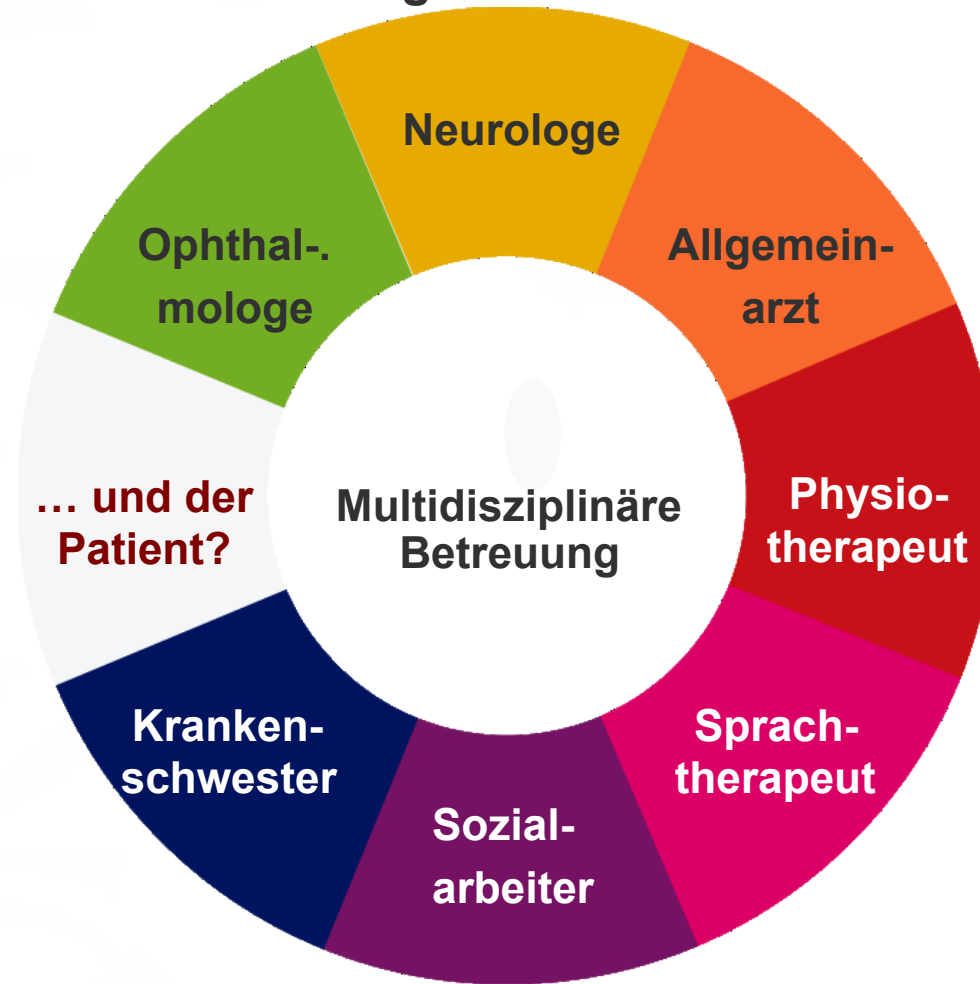 Neurologe
Allgemein-
arzt
Physio-
therapeut
Sprach-
therapeut
Sozial-
arbeiter
Kranken-
schwester
… und der
Patient?
Ophthal-.
mologe
Multidisziplinäre
Betreuung